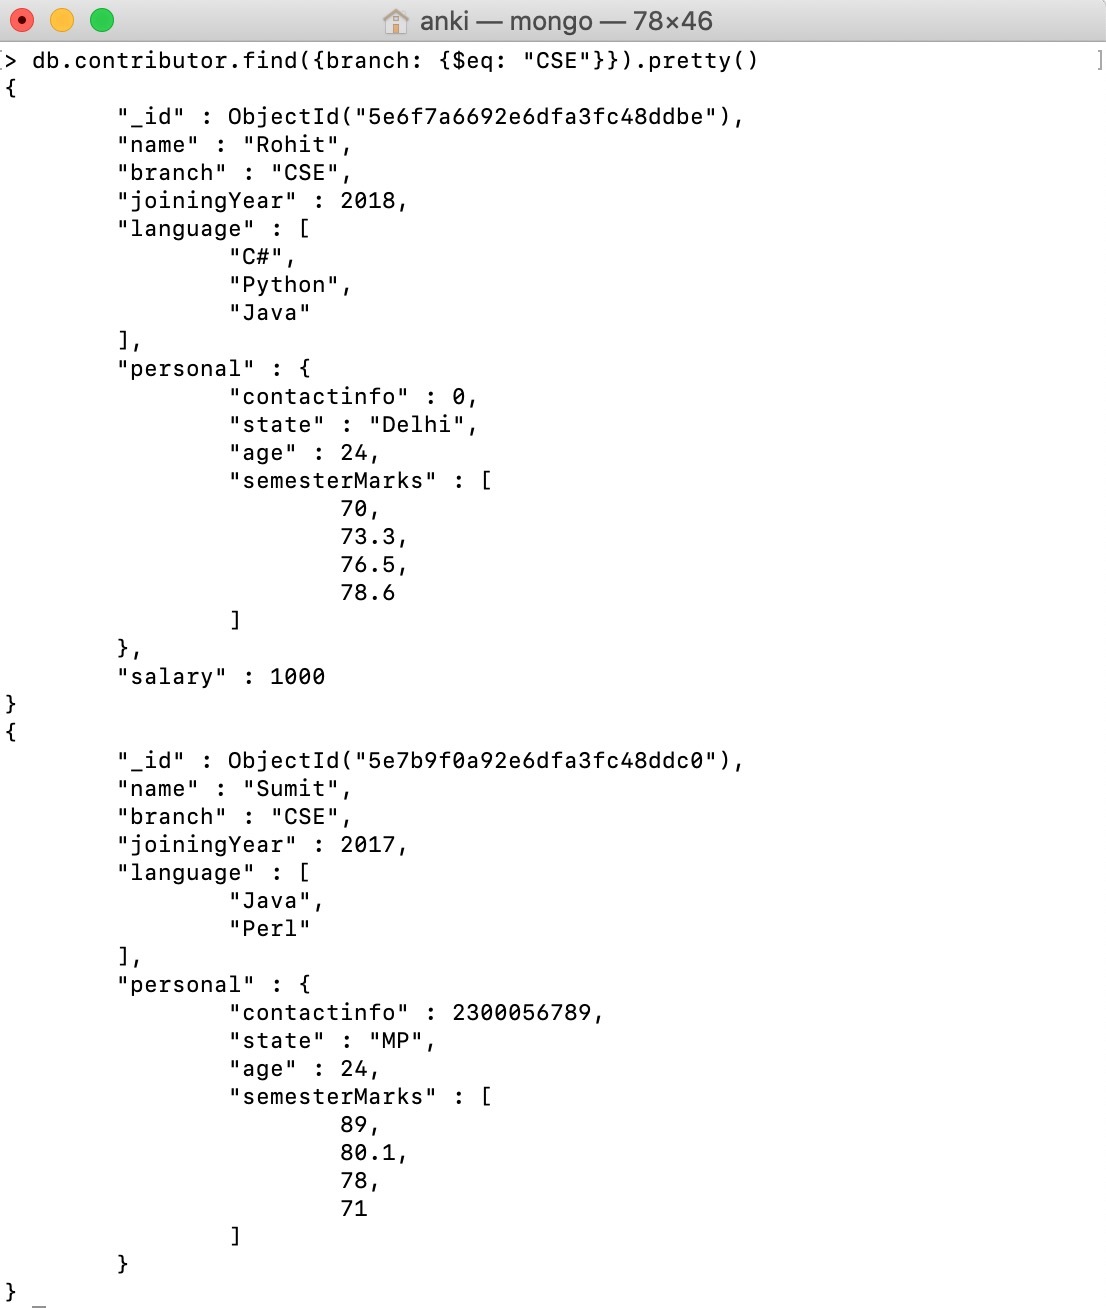 anki — mongo — 78×46
> db.contributor.find({branch: {$eq: "CSE"}}).pretty()
{
        "_id" : ObjectId("5e6f7a6692e6dfa3fc48ddbe"),
        "name" : "Rohit",
        "branch" : "CSE",
        "joiningYear" : 2018,
        "language" : [
                "C#",
                "Python",
                "Java"
        ],
        "personal" : {
                "contactinfo" : 0,
                "state" : "Delhi",
                "age" : 24,
                "semesterMarks" : [
                        70,
                        73.3,
                        76.5,
                        78.6
                ]
        },
        "salary" : 1000
}
{
        "_id" : ObjectId("5e7b9f0a92e6dfa3fc48ddc0"),
        "name" : "Sumit",
        "branch" : "CSE",
        "joiningYear" : 2017,
        "language" : [
                "Java",
                "Perl"
        ],
        "personal" : {
                "contactinfo" : 2300056789,
                "state" : "MP",
                "age" : 24,
                "semesterMarks" : [
                        89,
                        80.1,
                        78,
                        71
                ]
        }
}